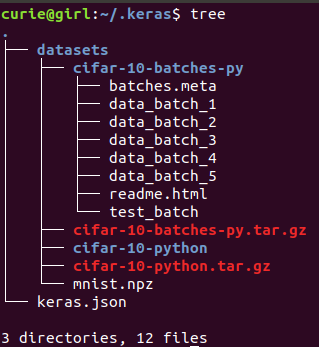 curie@girl:~/.keras$ tree
.
├── datasets
│   ├── cifar-10-batches-py
│   │   ├── batches.meta
│   │   ├── data_batch_1
│   │   ├── data_batch_2
│   │   ├── data_batch_3
│   │   ├── data_batch_4
│   │   ├── data_batch_5
│   │   ├── readme.html
│   │   └── test_batch
│   ├── cifar-10-batches-py.tar.gz
│   ├── cifar-10-python
│   ├── cifar-10-python.tar.gz
│   └── mnist.npz
└── keras.json
3 directories, 12 files